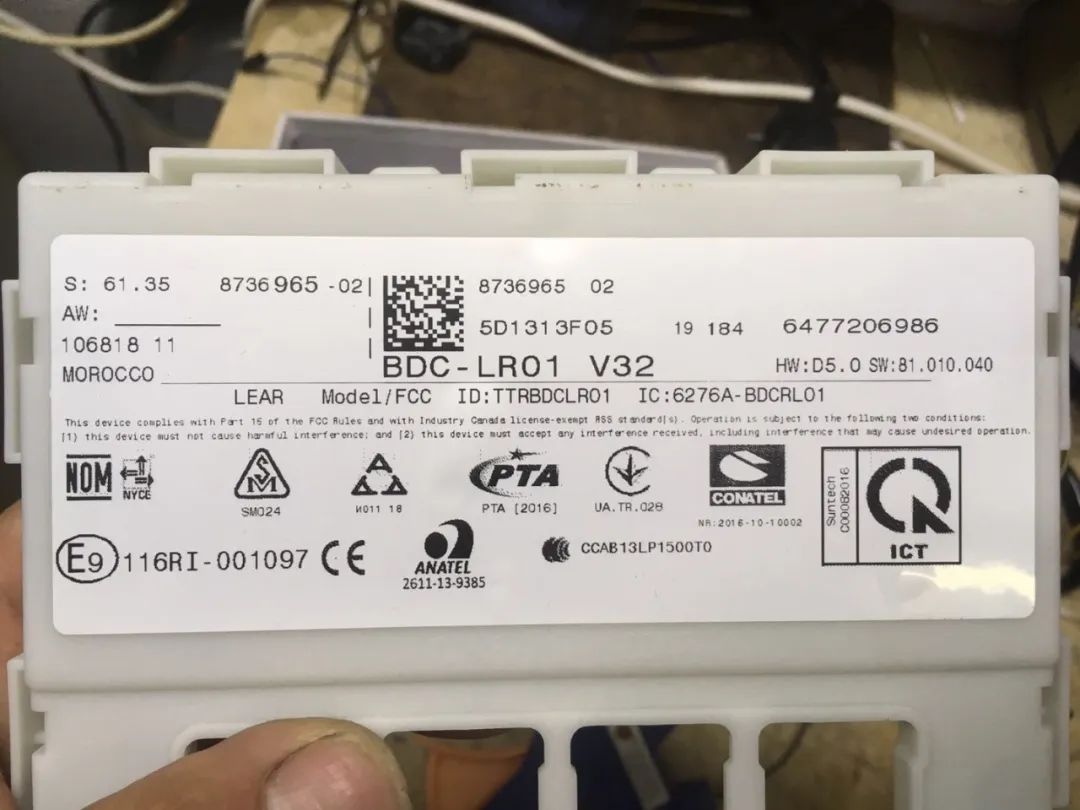 S: 61.35 8736965 -02| 8736965 02
AW: 5D1313F05 19 184 6477206986
106818 11
BDC-LR01 V32 HW:D5.0 SW:81.010.040
MOROCCO
LEAR Model/FCC ID:TTRBDCLR01 IC:6276A-BDCRL01
This device complies with Part 15 of the FCC Rules and with Industry Canada license-exempt RSS standard(s). Operation is subject to the following two conditions:
[1) this device must not cause harmful interference; and [2) this device must accept any interference received, including interference that may cause undesired operation.
NOM NYCE
SM024
N011 18
PTA
PTA [2016]
UA.TR.028
CONATEL
NR:2016-10-10002
Suntech
C00082016
ICT
E9 116RI-001097 CE
ANATEL
2611-13-9385
CCAB13LP1500T0